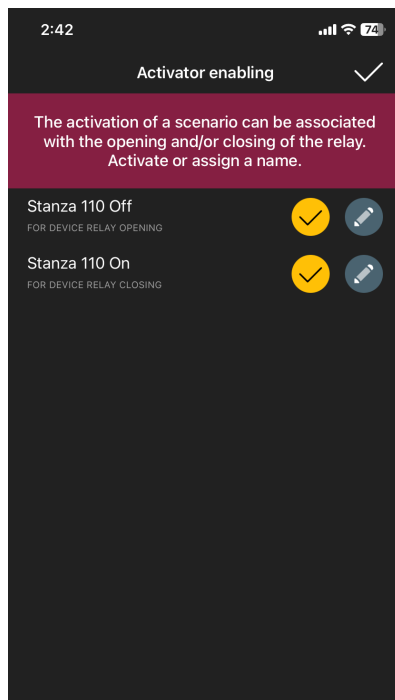 2:42
74
Activator enabling
The activation of a scenario can be associated
with the opening and/or closing of the relay.
Activate or assign a name.
Stanza 110 Off
FOR DEVICE RELAY OPENING
Stanza 110 On
FOR DEVICE RELAY CLOSING